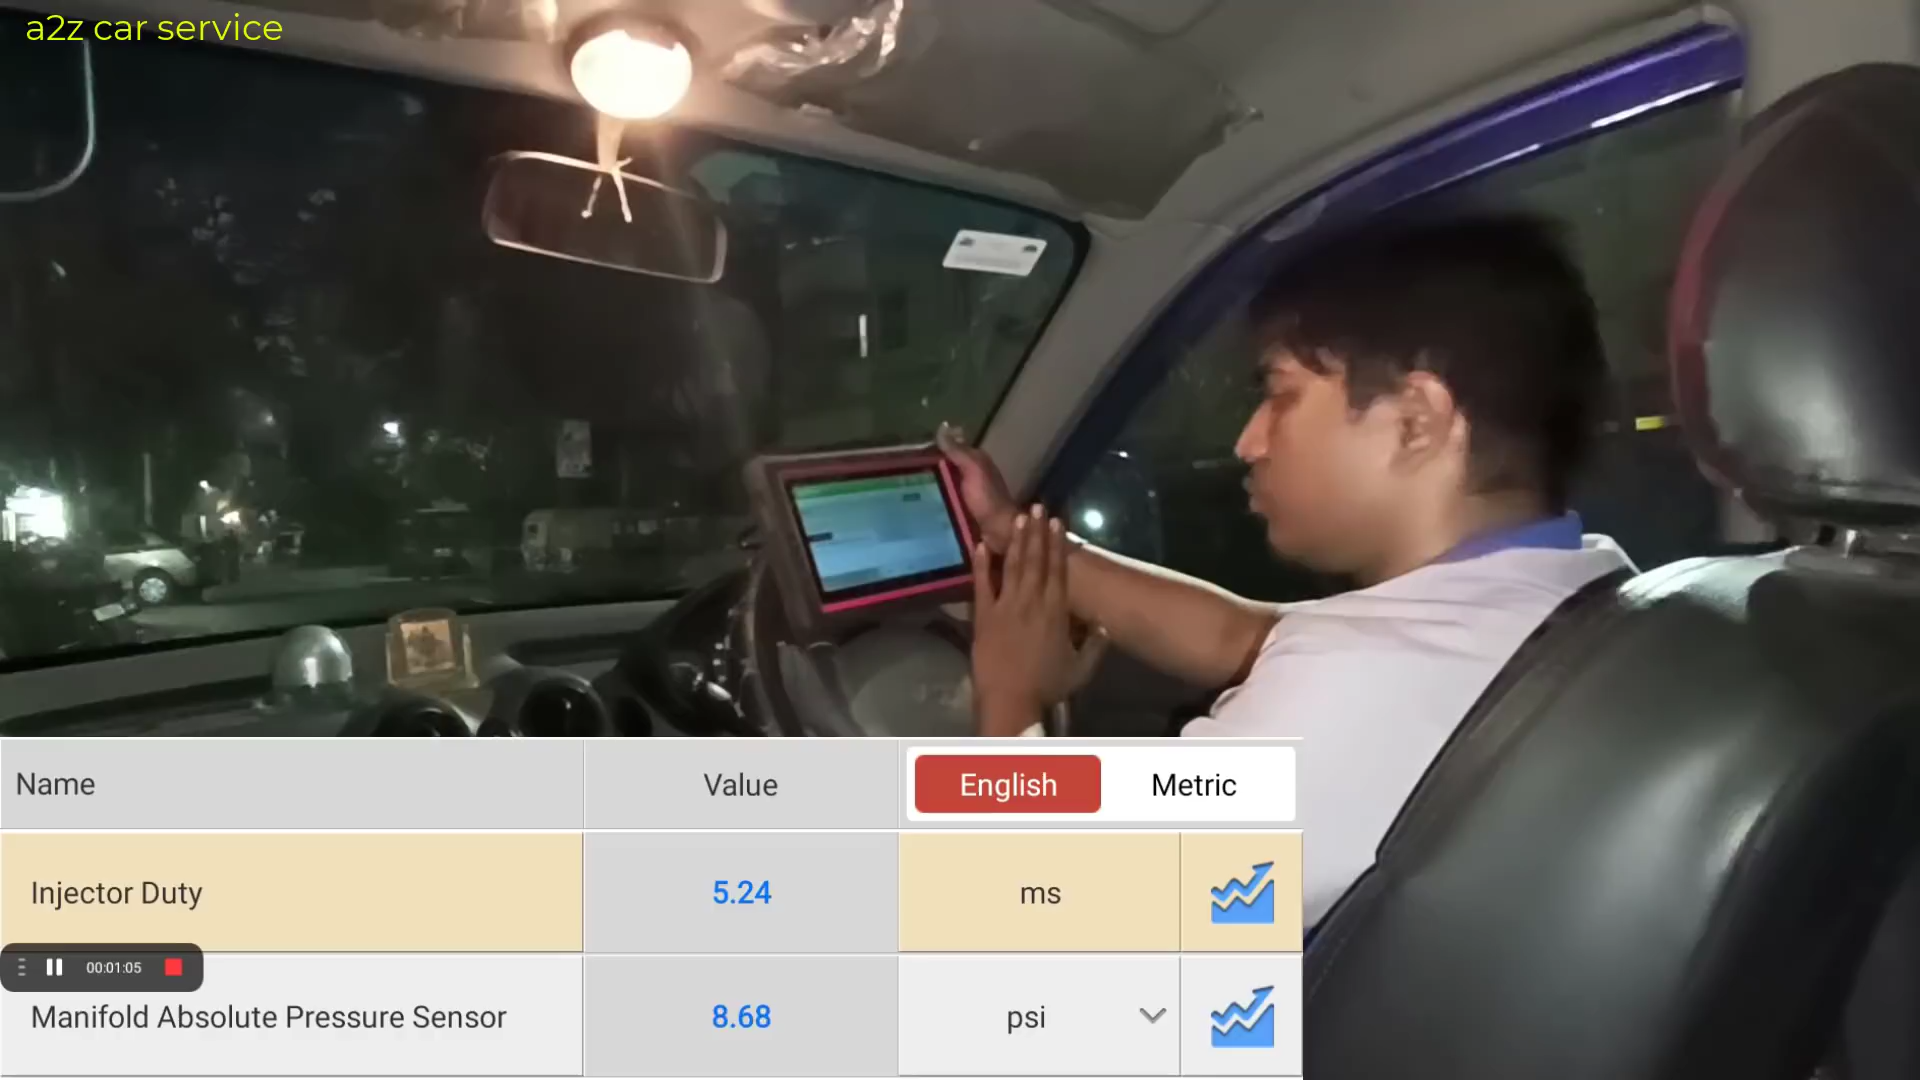 a2z car service
Name Value English Metric
Injector Duty 5.24 ms
00:01:05
Manifold Absolute Pressure Sensor 8.68 psi